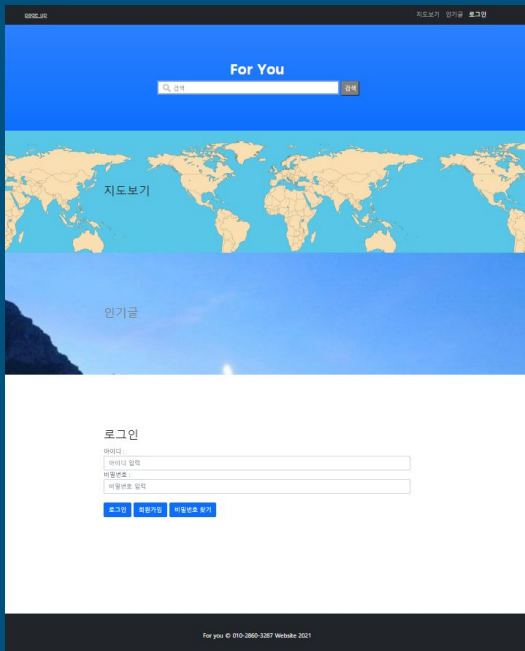 page up
지도보기 인기글 로그인
For You
검색 검색
지도보기
인기글
로그인
아이디 :
아이디 입력
비밀번호 :
비밀번호 입력
로그인 회원가입 비밀번호 찾기
For you © 010-2860-3287 Website 2021